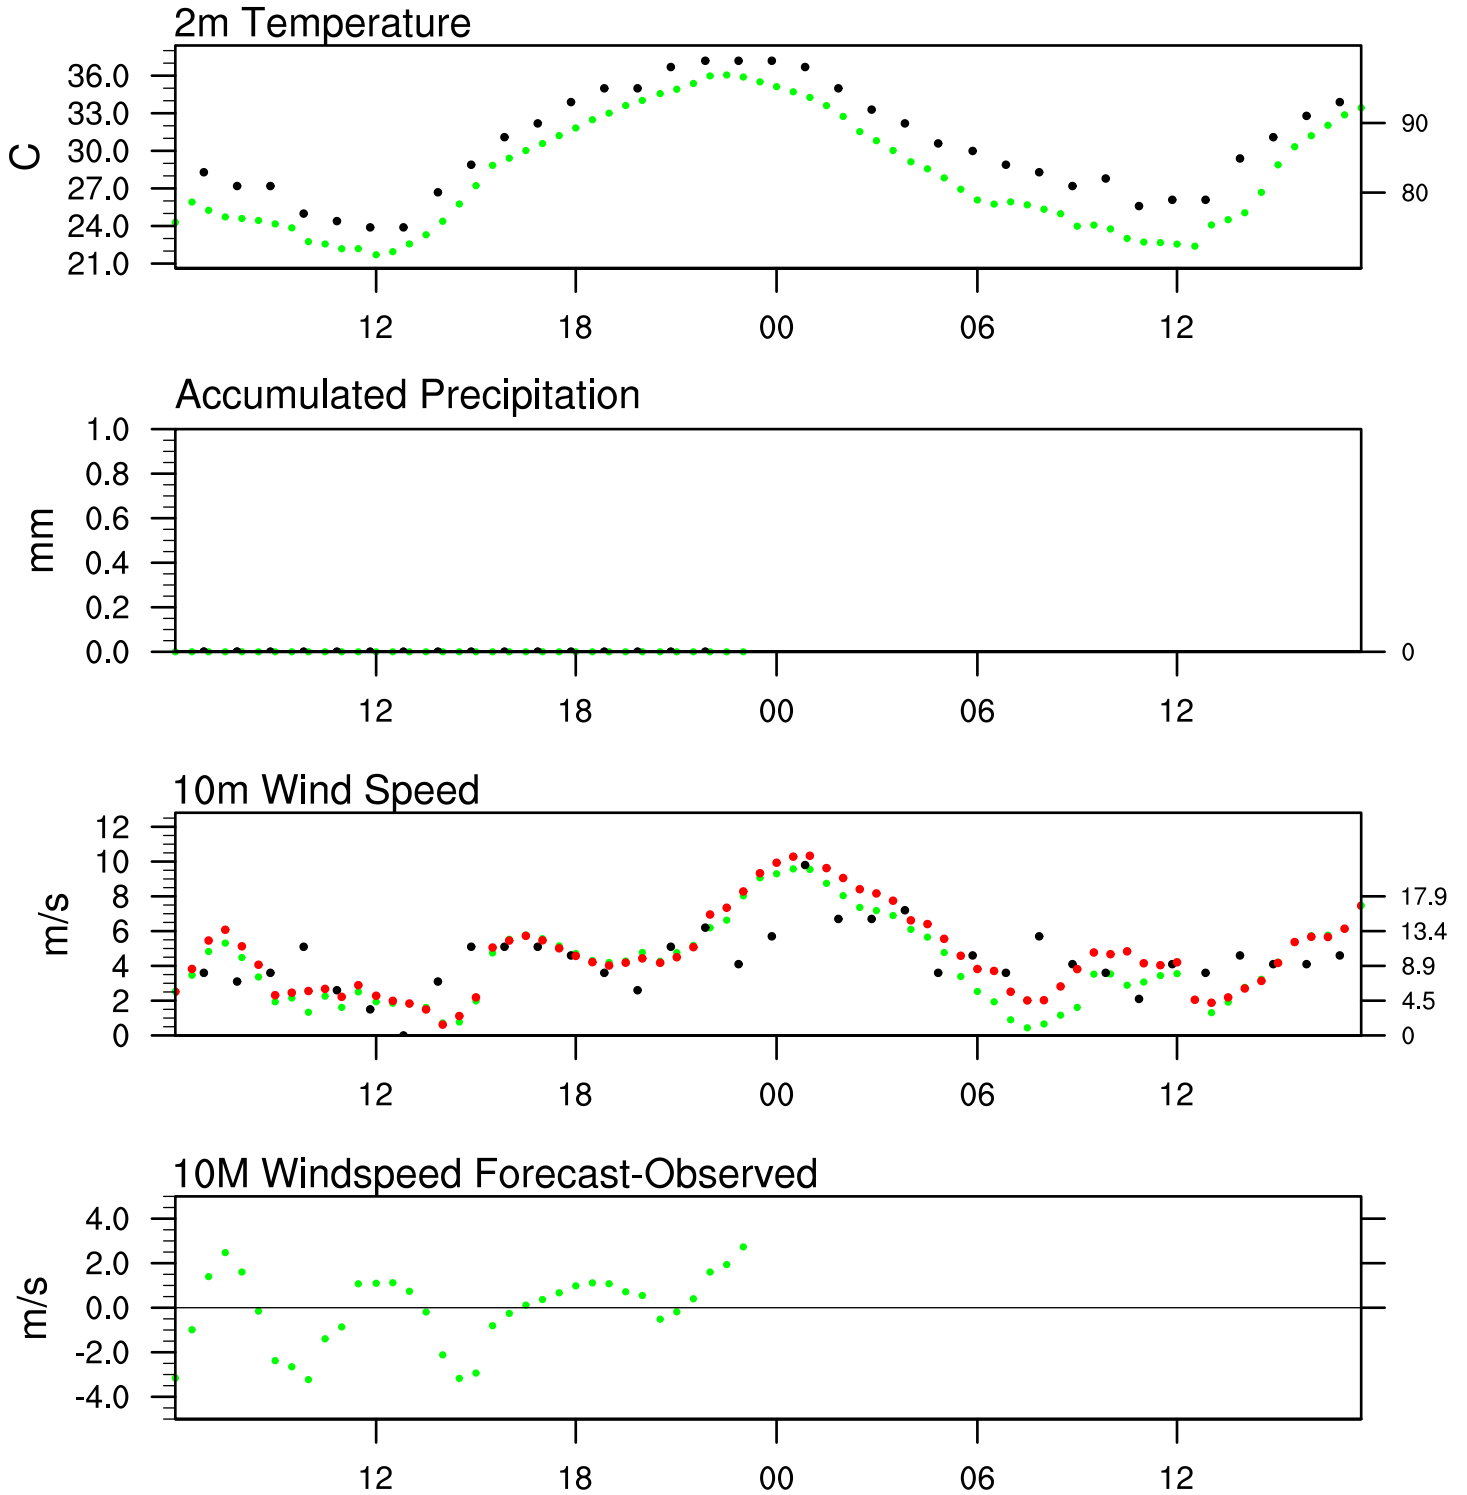 2m Temperature
36.0
33.0
30.0
27.0
24.0
21.0
C
90
80
12 18 00 06 12
Accumulated Precipitation
1.0
0.8
0.6
0.4
0.2
0.0
mm
0
12 18 00 06 12
10m Wind Speed
12
10
8
6
4
2
0
m/s
17.9
13.4
8.9
4.5
0
12 18 00 06 12
10M Windspeed Forecast-Observed
4.0
2.0
0.0
-2.0
-4.0
m/s
12 18 00 06 12